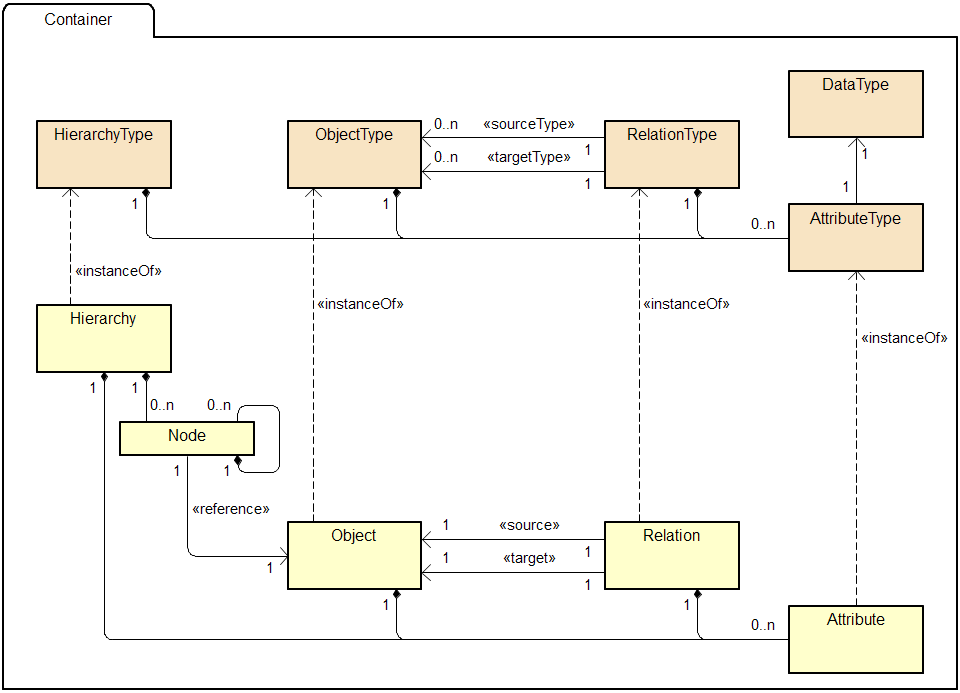 Container
DataType
HierarchyType
ObjectType
0..n «sourceType»
1
0..n «targetType»
1
RelationType
1
1
1
1
1
0..n
AttributeType
«instanceOf»
«instanceOf»
«instanceOf»
«instanceOf»
Hierarchy
1
1
0..n
0..n
Node
1
1
«reference»
1
Object
1 «source»
1
1 «target»
1
Relation
1
1
0..n
Attribute